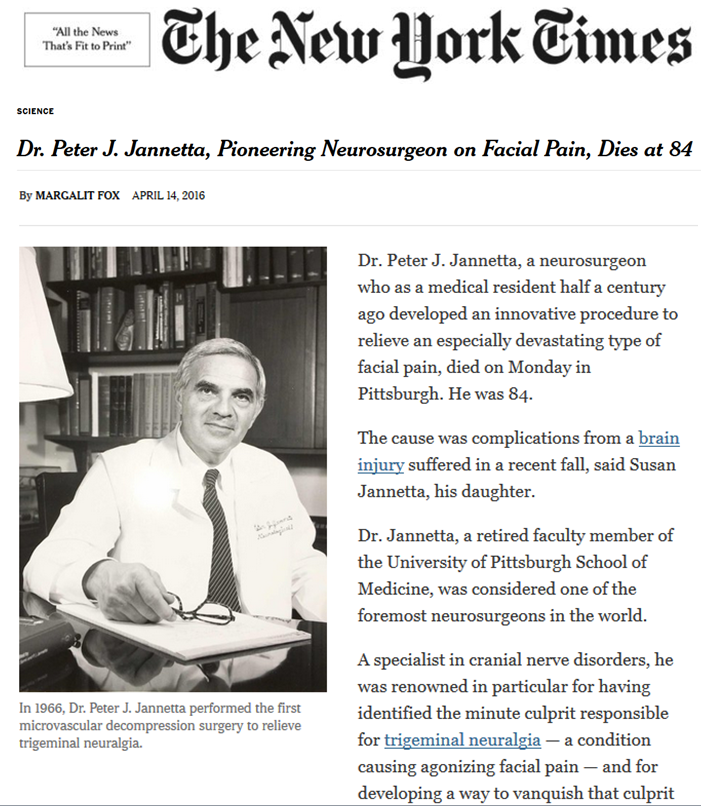 "All the News
That's Fit to Print"
The New York Times
SCIENCE
Dr. Peter J. Jannetta, Pioneering Neurosurgeon on Facial Pain, Dies at 84
By MARGALIT FOX APRIL 14, 2016
Dr. Peter J. Jannetta, a neurosurgeon
who as a medical resident half a century
ago developed an innovative procedure to
relieve an especially devastating type of
facial pain, died on Monday in
Pittsburgh. He was 84.
The cause was complications from a brain
injury suffered in a recent fall, said Susan
Jannetta, his daughter.
Dr. Jannetta, a retired faculty member of
the University of Pittsburgh School of
Medicine, was considered one of the
foremost neurosurgeons in the world.
A specialist in cranial nerve disorders, he
was renowned in particular for having
identified the minute culprit responsible
for trigeminal neuralgia — a condition
causing agonizing facial pain — and for
developing a way to vanquish that culprit
In 1966, Dr. Peter J. Jannetta performed the first
microvascular decompression surgery to relieve
trigeminal neuralgia.